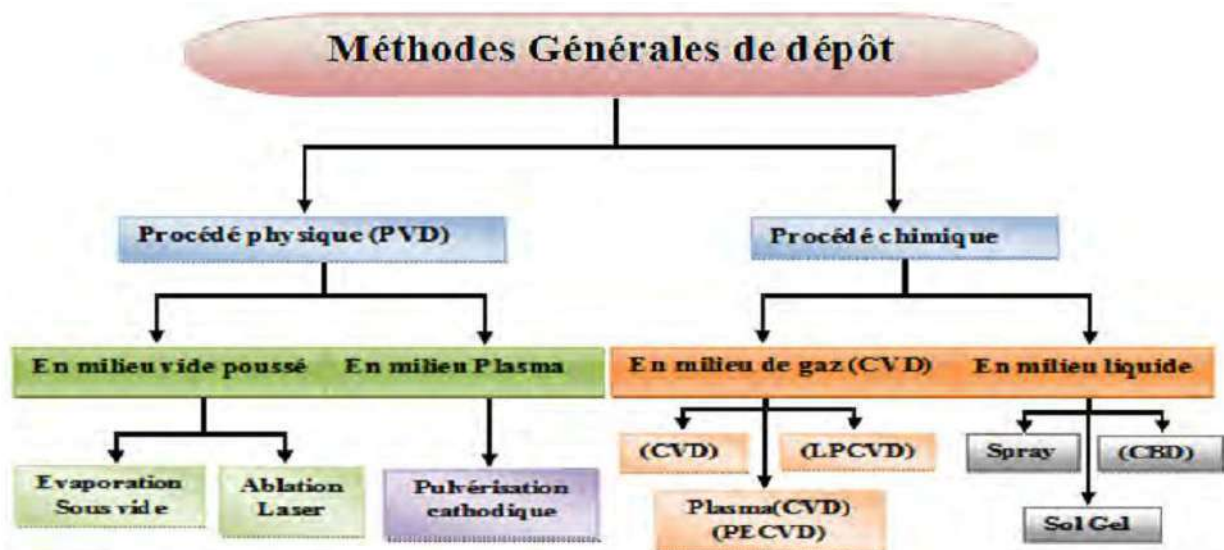 Méthodes Générales de dépôt
Procédé physique (PVD)
Procédé chimique
En milieu vide poussé
En milieu Plasma
En milieu de gaz (CVD)
En milieu liquide
(CVD)
(LPCVD)
Spray
(CBD)
Evaporation
Sous vide
Ablation
Laser
Pulvérisation
cathodique
Plasma(CVD)
(PECVD)
Sol Gel